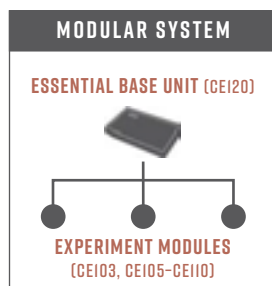 MODULAR SYSTEM
ESSENTIAL BASE UNIT (CE120)
EXPERIMENT MODULES
(CE103, CE105–CE110)